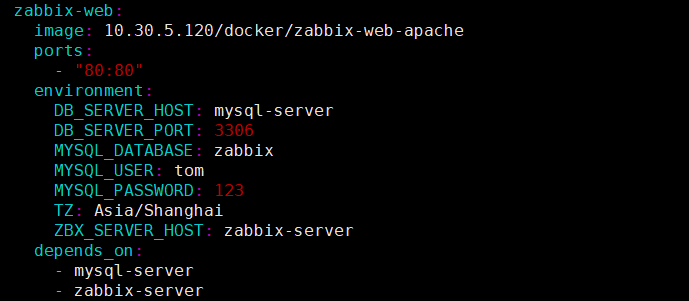 zabbix-web:
  image: 10.30.5.120/docker/zabbix-web-apache
  ports:
    - "80:80"
  environment:
    DB_SERVER_HOST: mysql-server
    DB_SERVER_PORT: 3306
    MYSQL_DATABASE: zabbix
    MYSQL_USER: tom
    MYSQL_PASSWORD: 123
    TZ: Asia/Shanghai
    ZBX_SERVER_HOST: zabbix-server
  depends_on:
    - mysql-server
    - zabbix-server